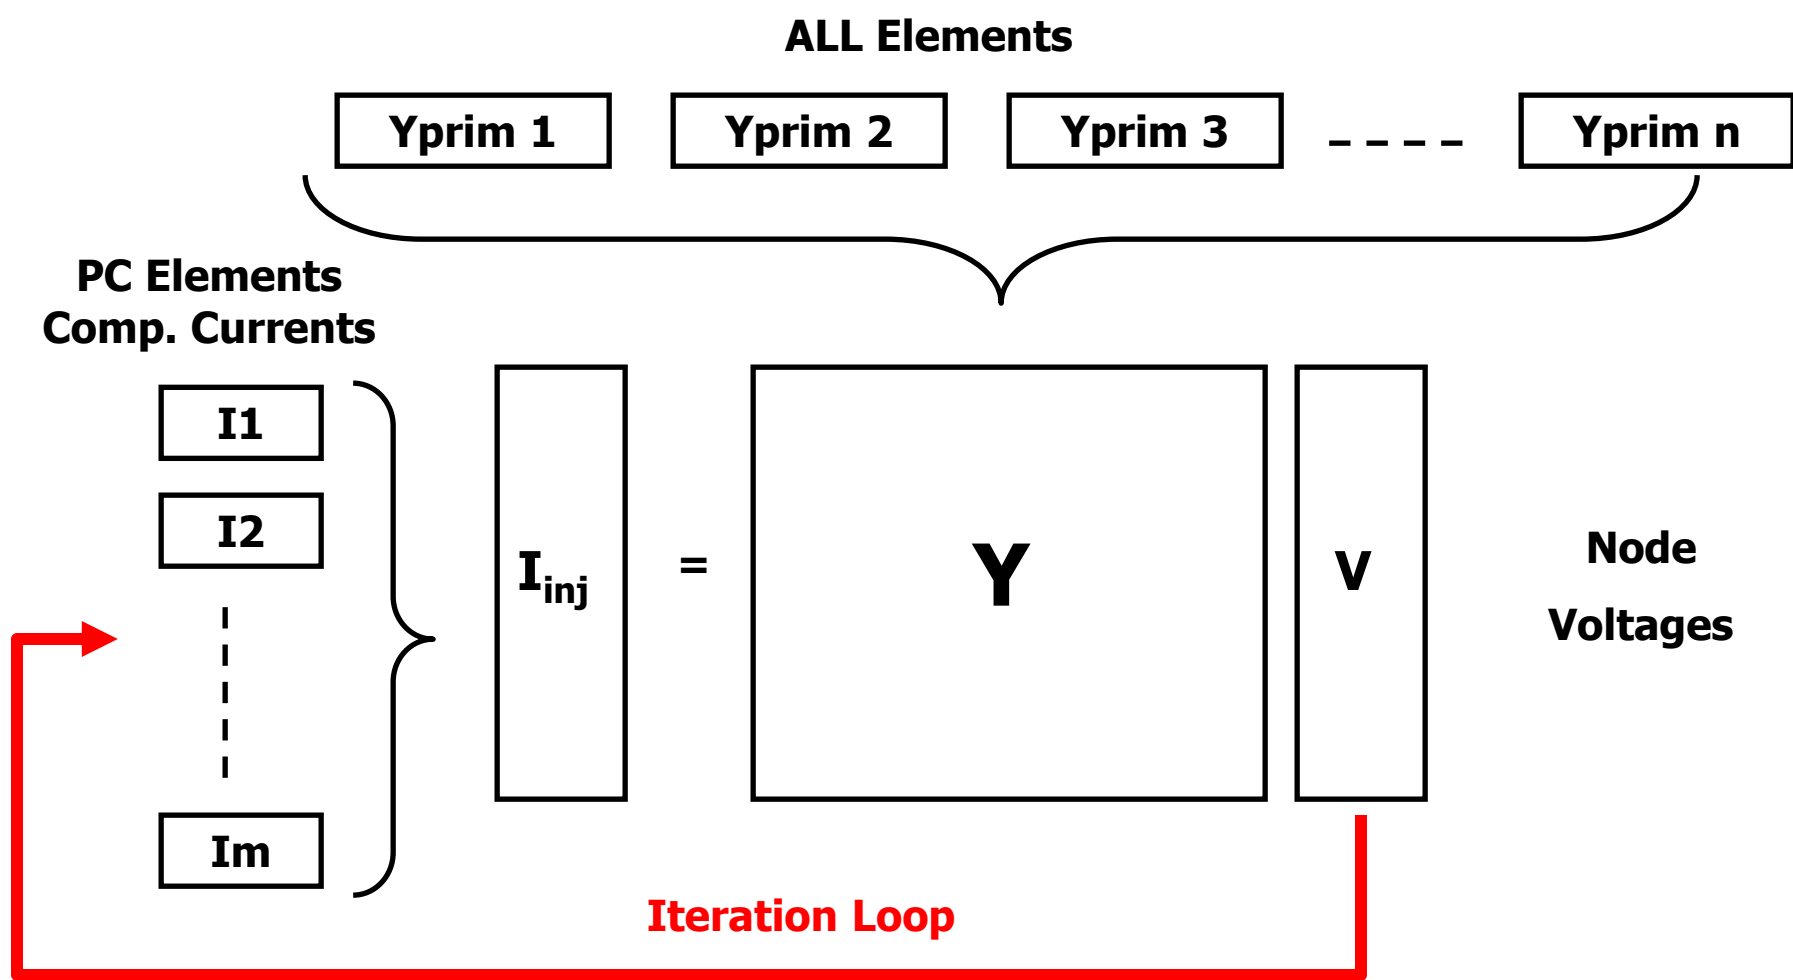 ALL Elements
Yprim 1 Yprim 2 Yprim 3 Yprim n
PC Elements
Comp. Currents
I1
I2
Im
Iinj = Y V
Node
Voltages
Iteration Loop